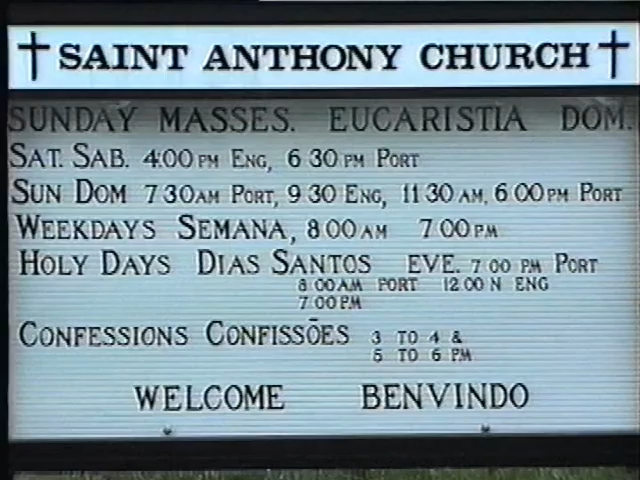 SAINT ANTHONY CHURCH
SUNDAY MASSES. EUCARISTIA DOM.
SAT. SAB. 4:00 PM ENG, 6 30 PM PORT
SUN DOM 7 30 AM PORT, 9 30 ENG, 11 30 AM, 6 00 PM PORT
WEEKDAYS SEMANA, 8 00 AM 7 00 PM
HOLY DAYS DIAS SANTOS EVE. 7 00 PM PORT
8 00 AM PORT 12 00 N ENG
7 00 PM
CONFESSIONS CONFISSÕES 3 TO 4 &
5 TO 6 PM
WELCOME BENVINDO